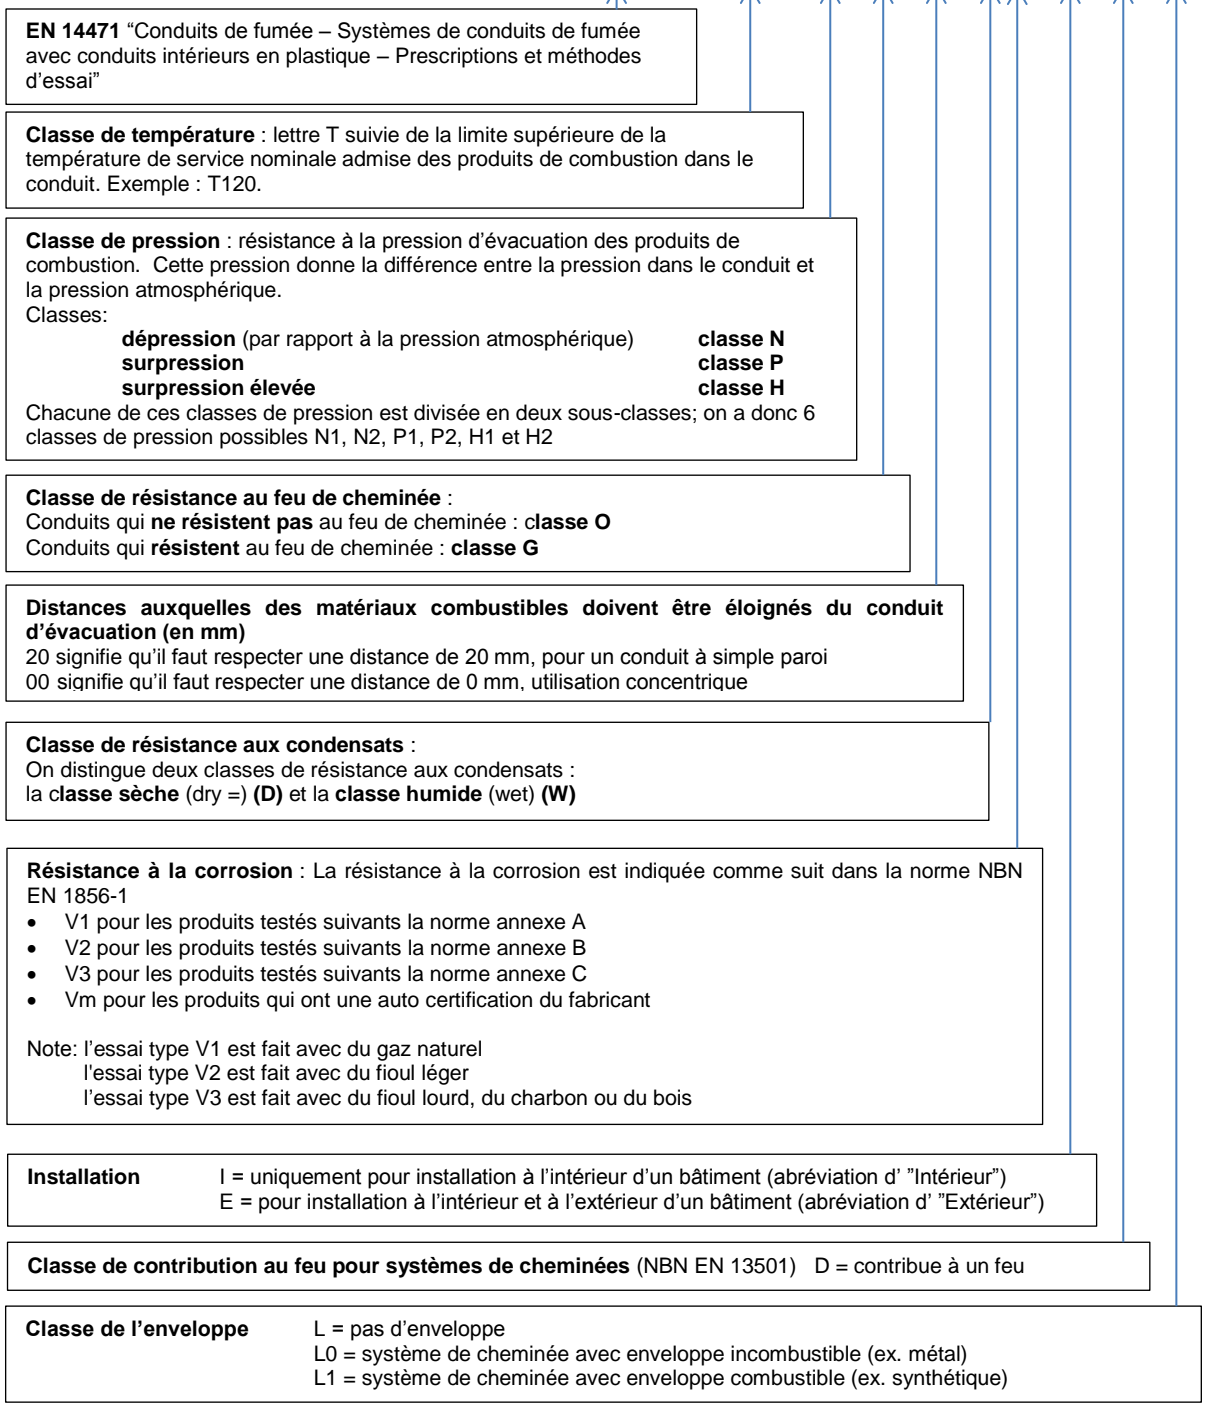 EN 14471 “Conduits de fumée – Systèmes de conduits de fumée
avec conduits intérieurs en plastique – Prescriptions et méthodes
d’essai”
Classe de température : lettre T suivie de la limite supérieure de la
température de service nominale admise des produits de combustion dans le
conduit. Exemple : T120.
Classe de pression : résistance à la pression d’évacuation des produits de
combustion. Cette pression donne la différence entre la pression dans le conduit et
la pression atmosphérique.
Classes:
dépression (par rapport à la pression atmosphérique) classe N
surpression classe P
surpression élevée classe H
Chacune de ces classes de pression est divisée en deux sous-classes; on a donc 6
classes de pression possibles N1, N2, P1, P2, H1 et H2
Classe de résistance au feu de cheminée :
Conduits qui ne résistent pas au feu de cheminée : classe O
Conduits qui résistent au feu de cheminée : classe G
Distances auxquelles des matériaux combustibles doivent être éloignés du conduit
d’évacuation (en mm)
20 signifie qu’il faut respecter une distance de 20 mm, pour un conduit à simple paroi
00 signifie qu’il faut respecter une distance de 0 mm, utilisation concentrique
Classe de résistance aux condensats :
On distingue deux classes de résistance aux condensats :
la classe sèche (dry =) (D) et la classe humide (wet) (W)
Résistance à la corrosion : La résistance à la corrosion est indiquée comme suit dans la norme NBN
EN 1856-1
• V1 pour les produits testés suivants la norme annexe A
• V2 pour les produits testés suivants la norme annexe B
• V3 pour les produits testés suivants la norme annexe C
• Vm pour les produits qui ont une auto certification du fabricant
Note: l’essai type V1 est fait avec du gaz naturel
l'essai type V2 est fait avec du fioul léger
l’essai type V3 est fait avec du fioul lourd, du charbon ou du bois
Installation I = uniquement pour installation à l’intérieur d’un bâtiment (abréviation d’ ”Intérieur”)
E = pour installation à l’intérieur et à l’extérieur d’un bâtiment (abréviation d’ ”Extérieur”)
Classe de contribution au feu pour systèmes de cheminées (NBN EN 13501) D = contribue à un feu
Classe de l’enveloppe L = pas d’enveloppe
L0 = système de cheminée avec enveloppe incombustible (ex. métal)
L1 = système de cheminée avec enveloppe combustible (ex. synthétique)